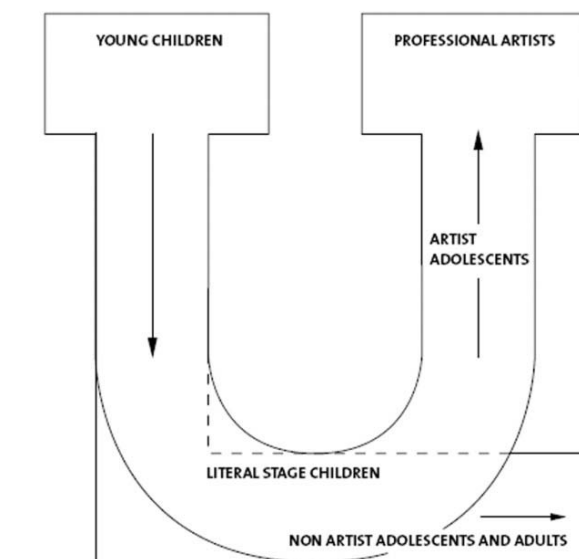 YOUNG CHILDREN
PROFESSIONAL ARTISTS
ARTIST
ADOLESCENTS
LITERAL STAGE CHILDREN
NON ARTIST ADOLESCENTS AND ADULTS